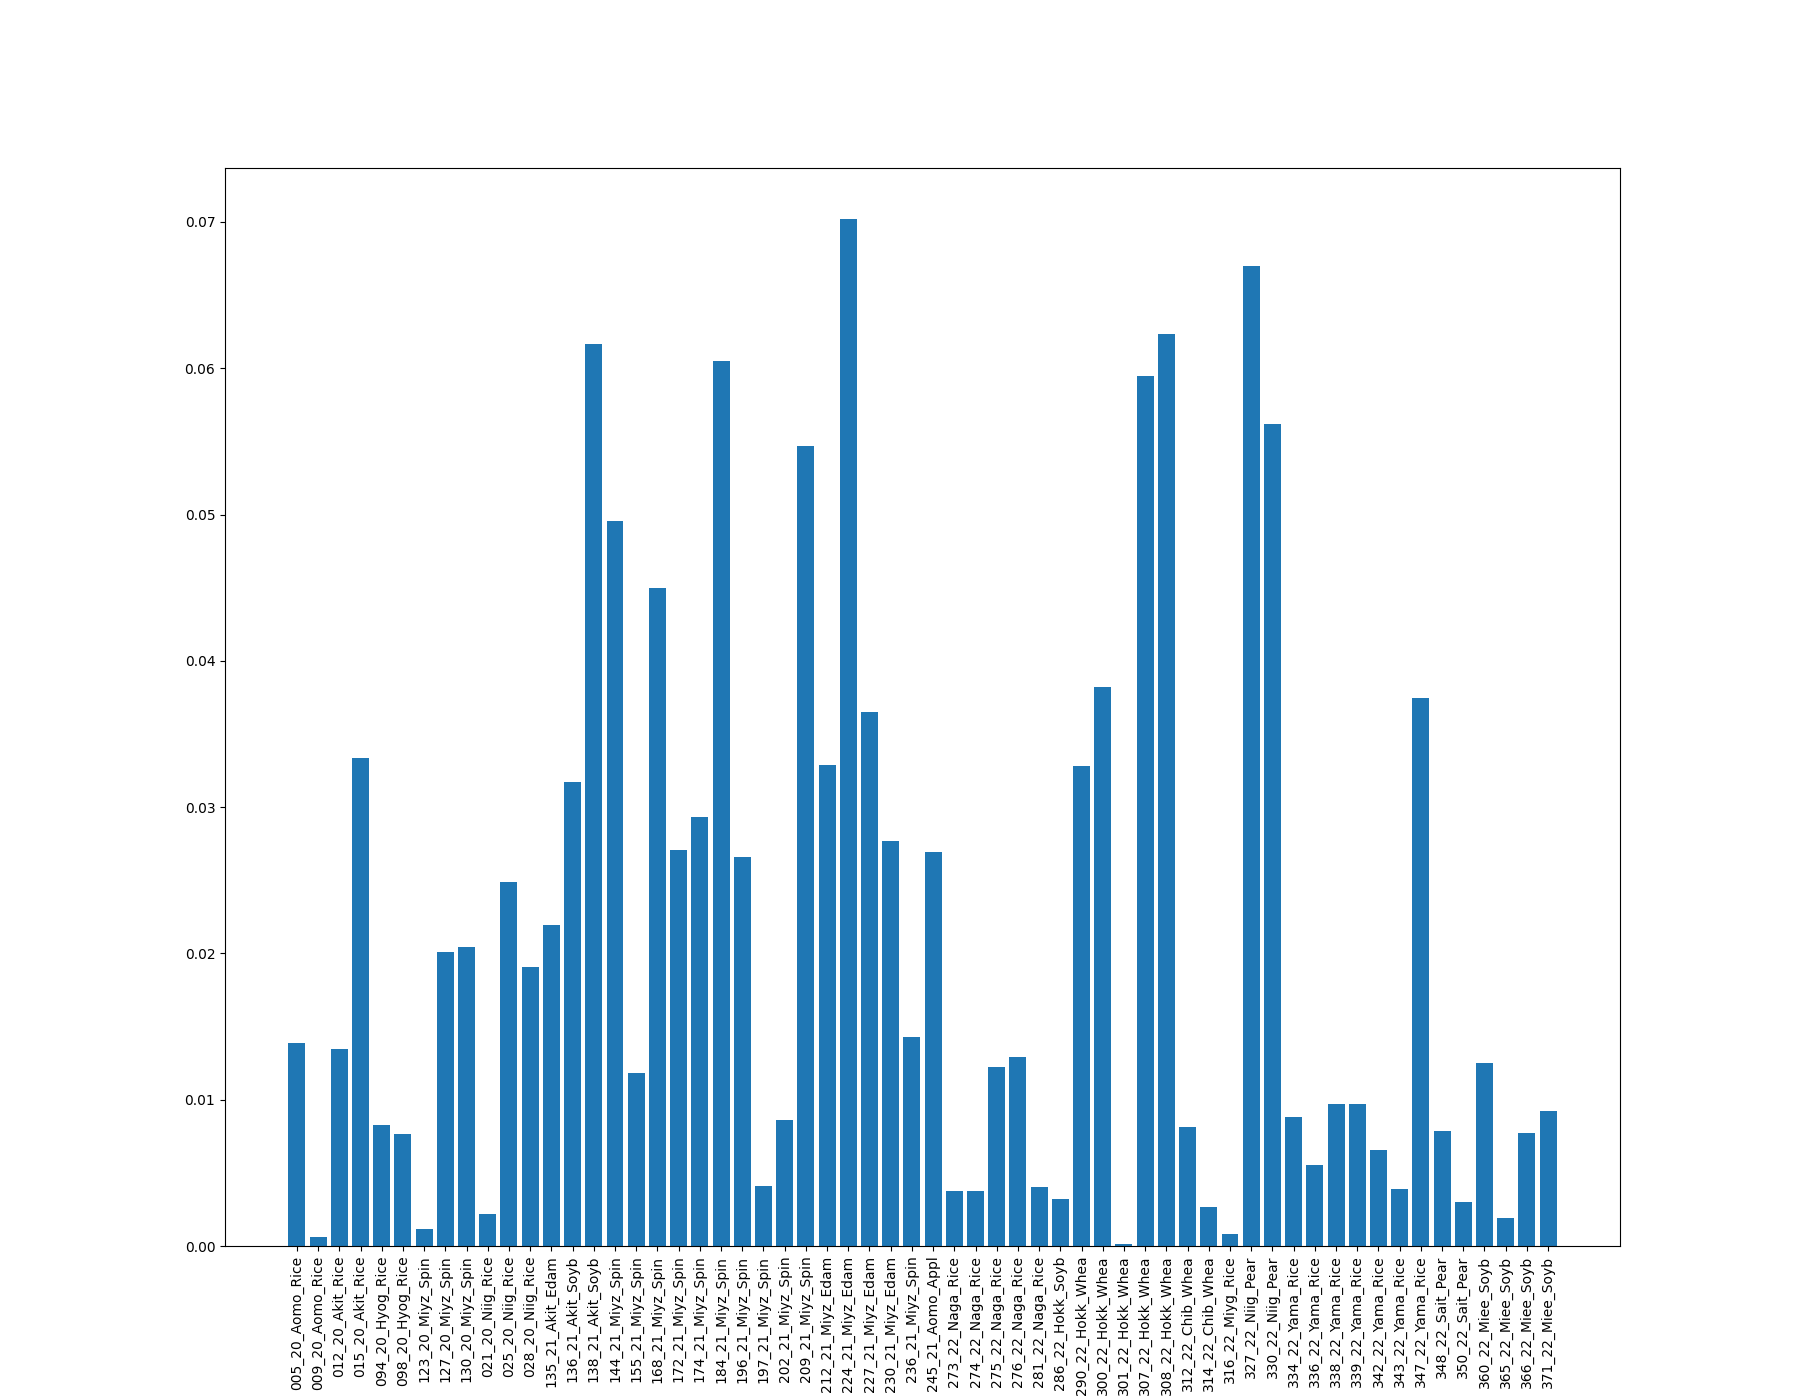 0.07
0.06
0.05
0.04
0.03
0.02
0.01
0.00
005_20_Aomo_Rice
009_20_Aomo_Rice
012_20_Akit_Rice
015_20_Akit_Rice
094_20_Hyog_Rice
098_20_Hyog_Rice
123_20_Miyz_Spin
127_20_Miyz_Spin
130_20_Miyz_Spin
021_20_Niig_Rice
025_20_Niig_Rice
028_20_Niig_Rice
135_21_Akit_Edam
136_21_Akit_Soyb
138_21_Akit_Soyb
144_21_Miyz_Spin
155_21_Miyz_Spin
168_21_Miyz_Spin
172_21_Miyz_Spin
174_21_Miyz_Spin
184_21_Miyz_Spin
196_21_Miyz_Spin
197_21_Miyz_Spin
202_21_Miyz_Spin
209_21_Miyz_Spin
212_21_Miyz_Edam
224_21_Miyz_Edam
227_21_Miyz_Edam
230_21_Miyz_Edam
236_21_Miyz_Spin
245_21_Aomo_Appl
273_22_Naga_Rice
274_22_Naga_Rice
275_22_Naga_Rice
276_22_Naga_Rice
281_22_Naga_Rice
286_22_Hokk_Soyb
290_22_Hokk_Whea
300_22_Hokk_Whea
301_22_Hokk_Whea
307_22_Hokk_Whea
308_22_Hokk_Whea
312_22_Chib_Whea
314_22_Chib_Whea
316_22_Miyg_Rice
327_22_Niig_Pear
330_22_Niig_Pear
334_22_Yama_Rice
336_22_Yama_Rice
338_22_Yama_Rice
339_22_Yama_Rice
342_22_Yama_Rice
343_22_Yama_Rice
347_22_Yama_Rice
348_22_Sait_Pear
350_22_Sait_Pear
360_22_Miee_Soyb
365_22_Miee_Soyb
366_22_Miee_Soyb
371_22_Miee_Soyb